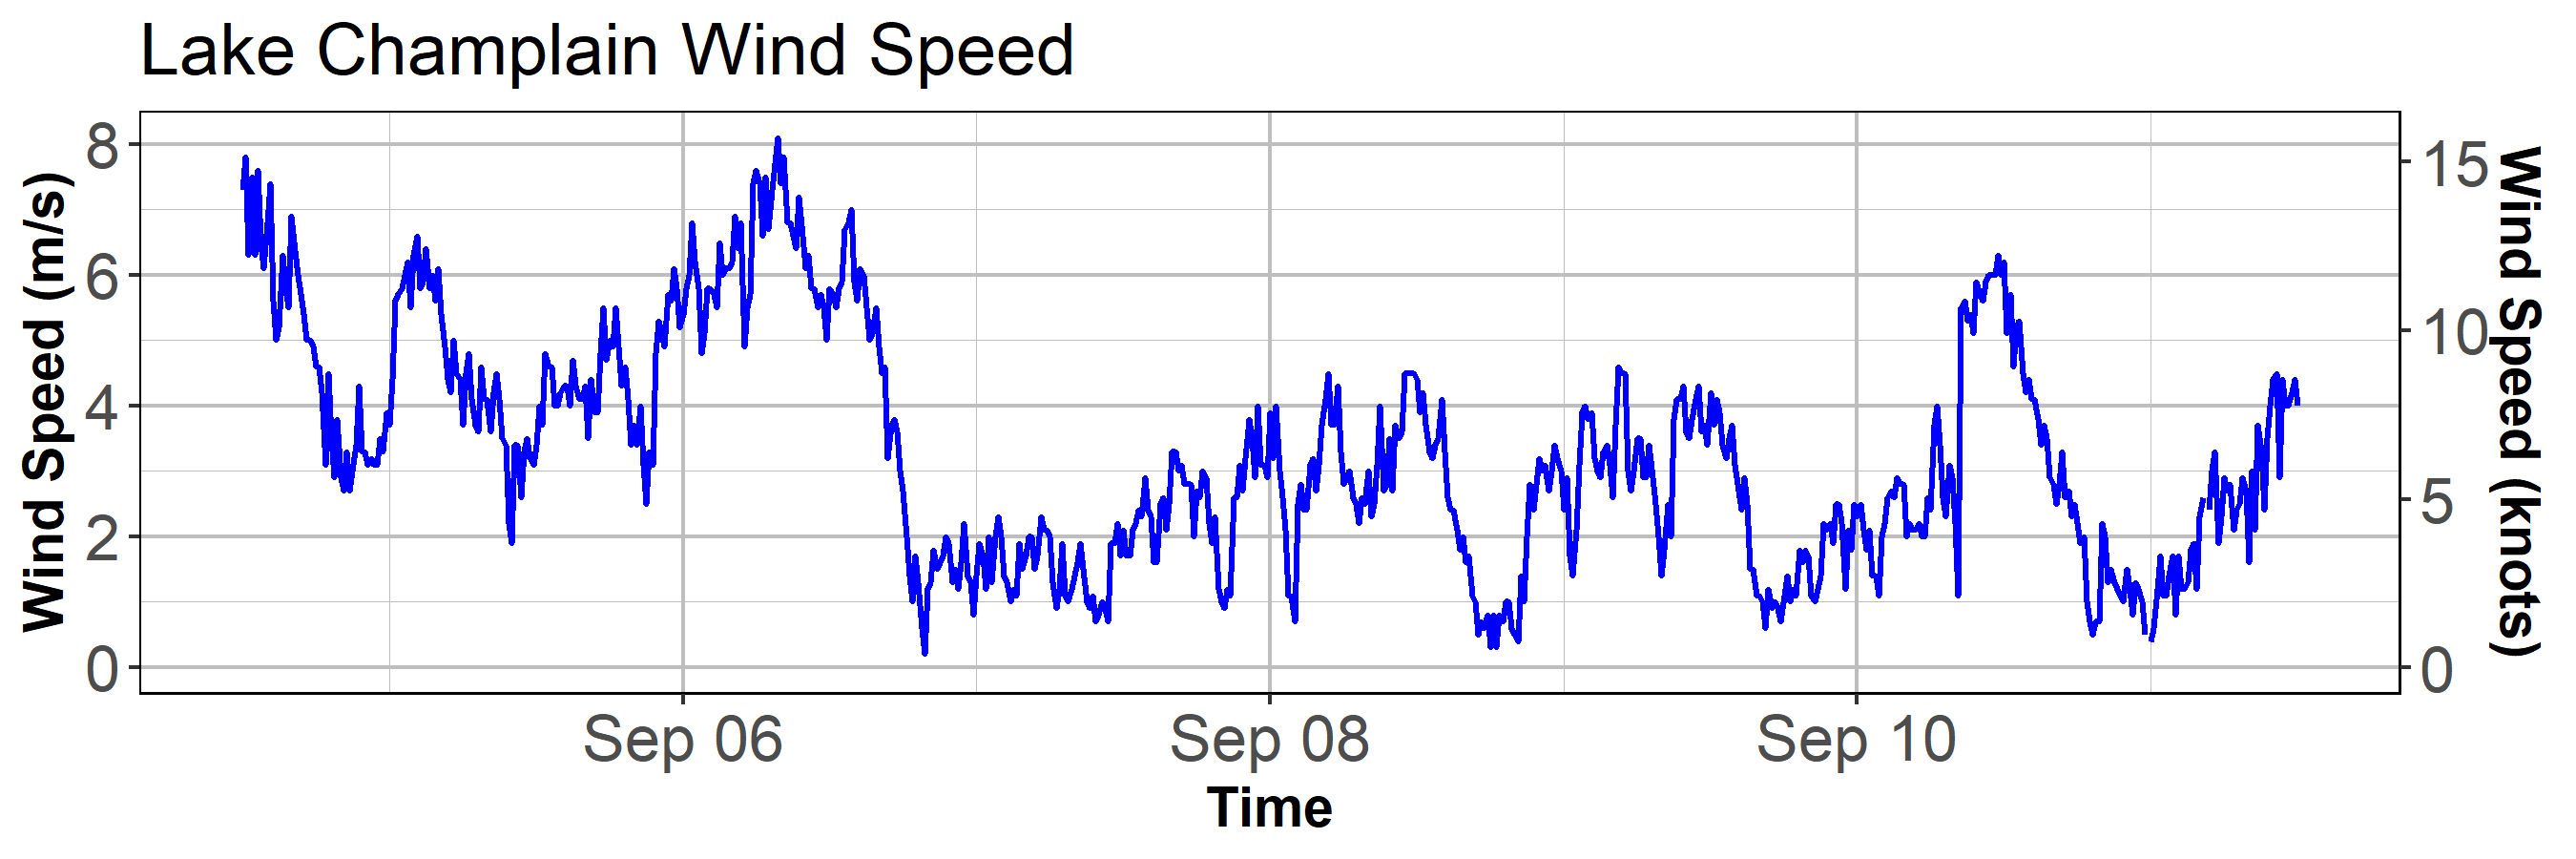 Lake Champlain Wind Speed
Wind Speed (m/s)
8
6
4
2
0
15
10
5
0
Wind Speed (knots)
Sep 06
Sep 08
Sep 10
Time